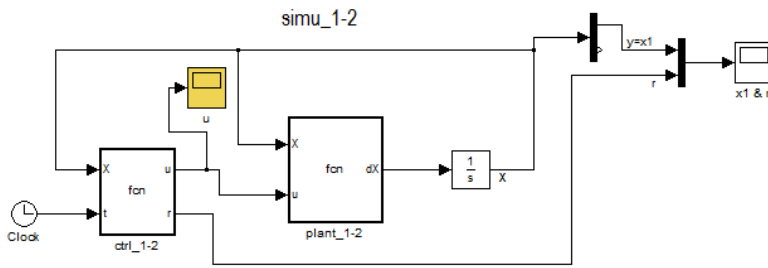 simu_1-2
y=x1
r
x1 & r
u
X
fcn
u
t
r
ctrl_1-2
Clock
X
fcn
dX
u
plant_1-2
1
s
X